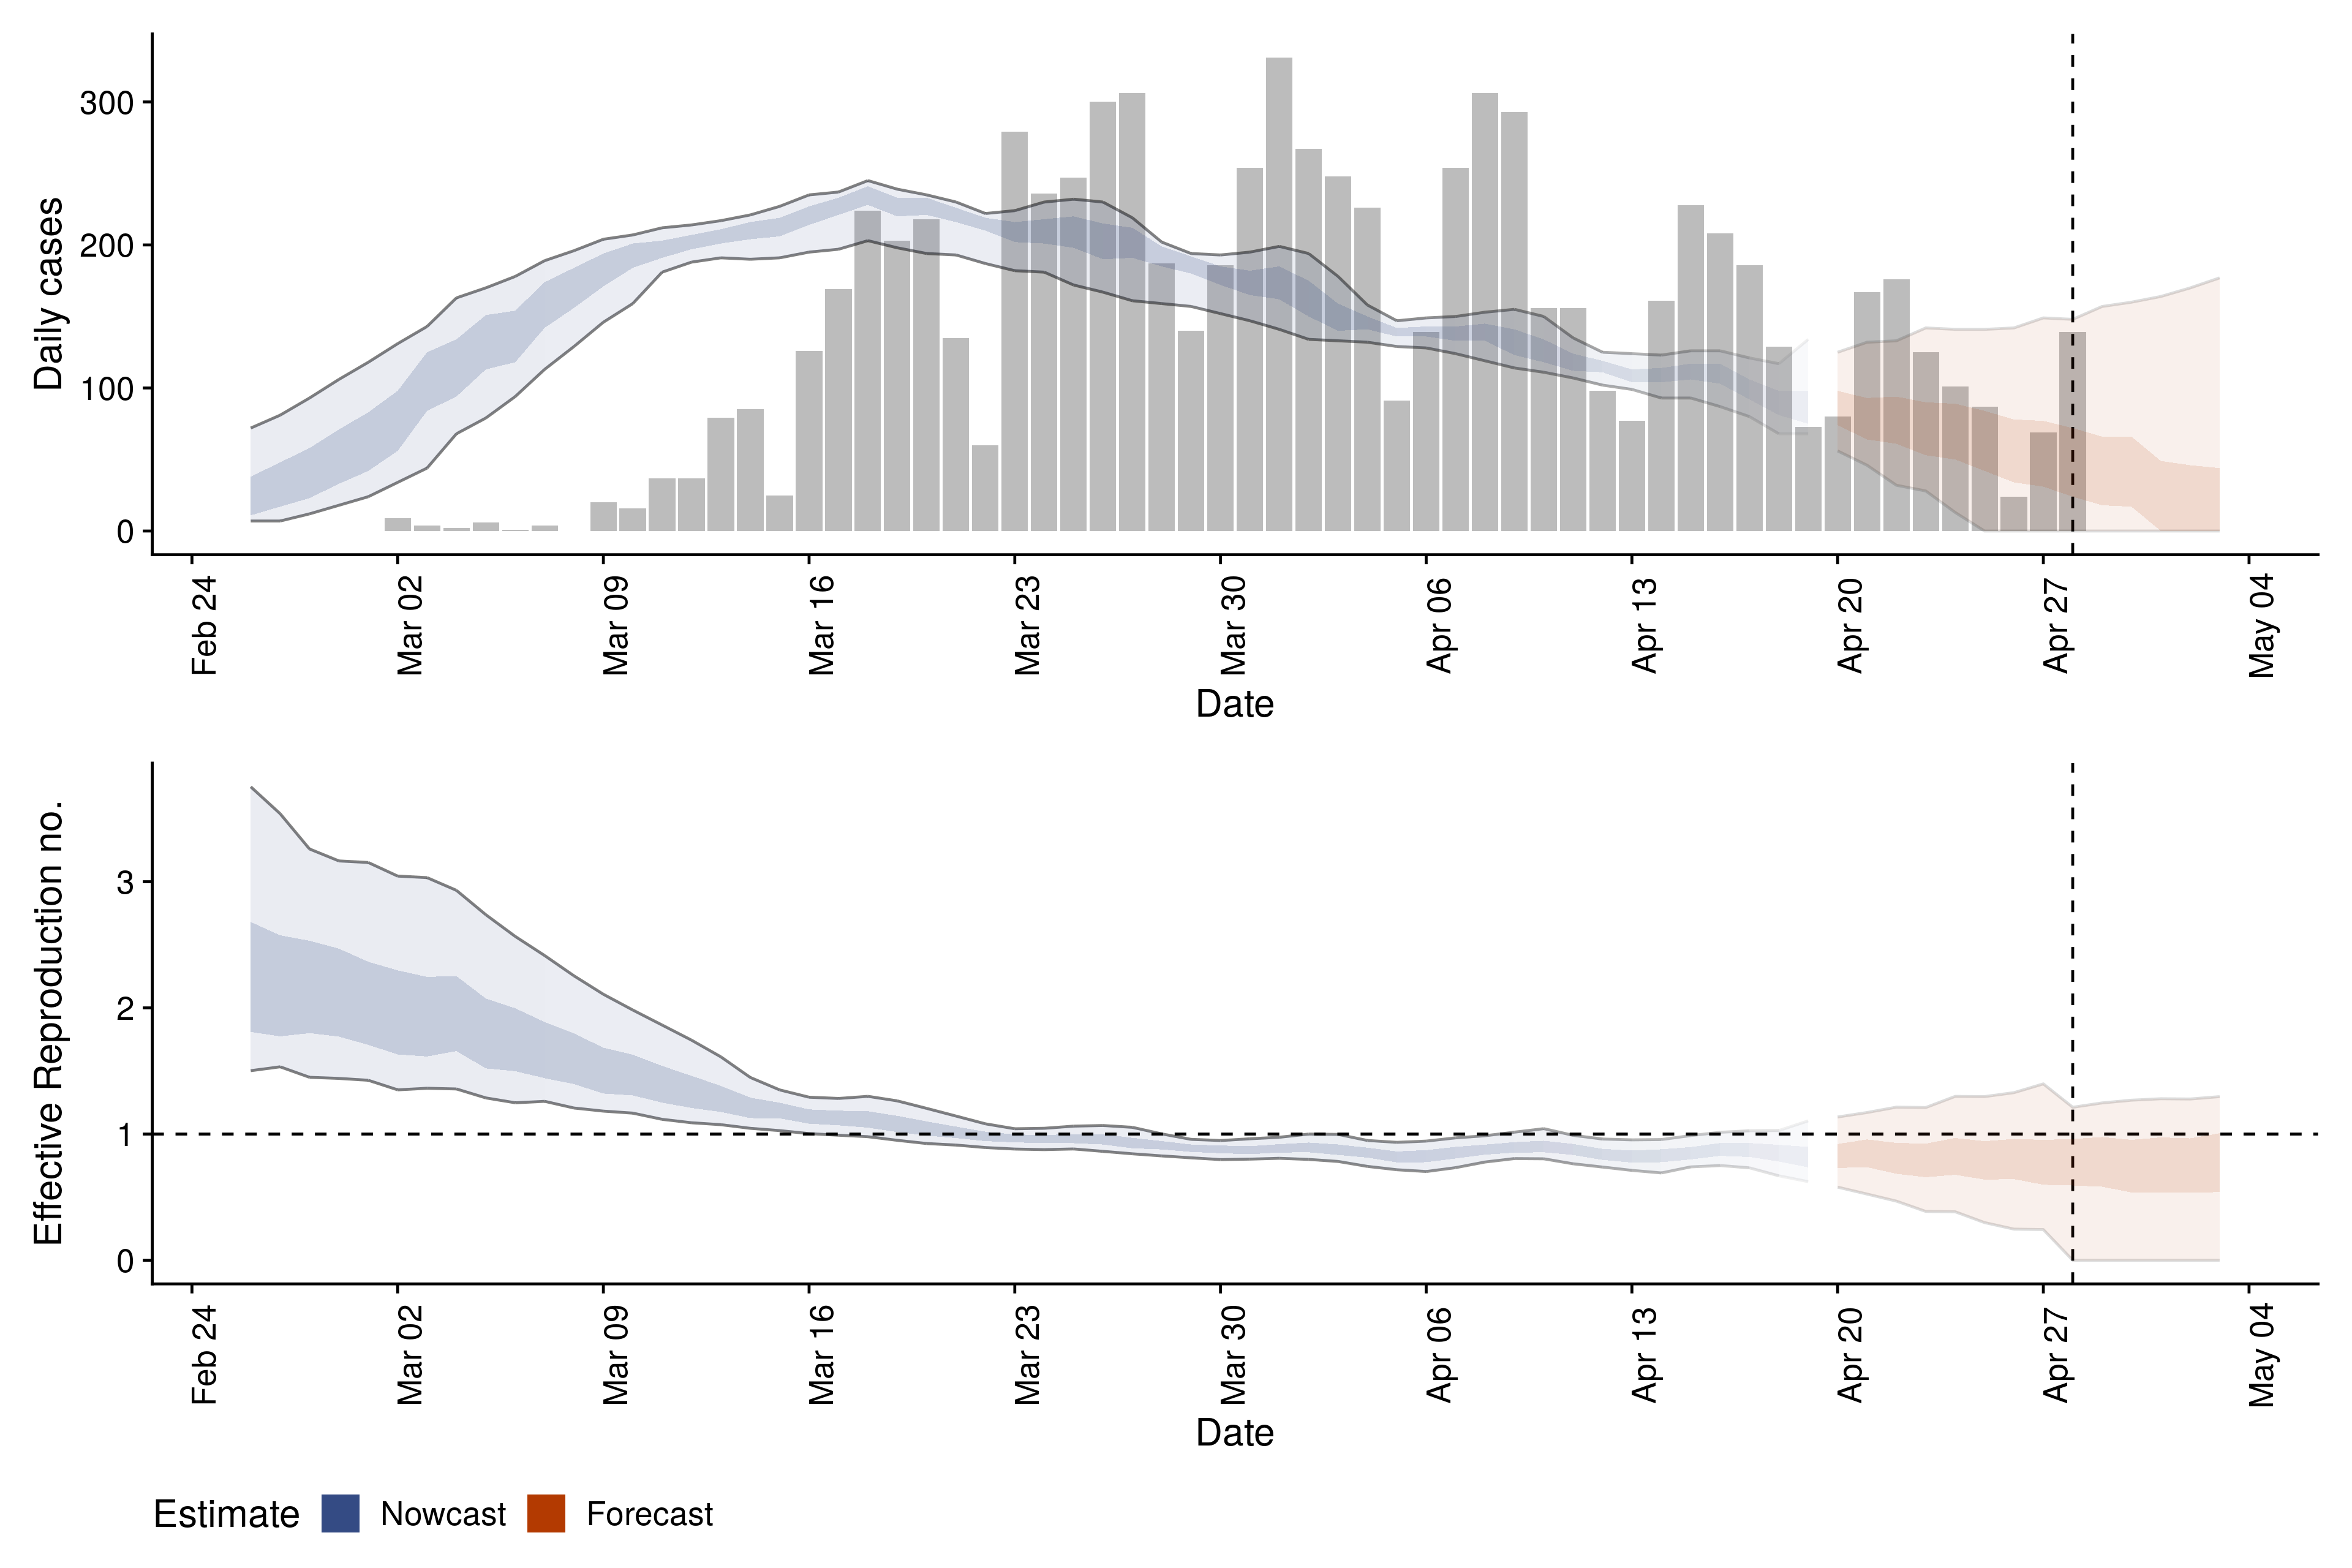 Daily cases
300
200
100
0
Feb 24
Mar 02
Mar 09
Mar 16
Mar 23
Mar 30
Apr 06
Apr 13
Apr 20
Apr 27
May 04
Date
Effective Reproduction no.
3
2
1
0
Feb 24
Mar 02
Mar 09
Mar 16
Mar 23
Mar 30
Apr 06
Apr 13
Apr 20
Apr 27
May 04
Date
Estimate Nowcast Forecast